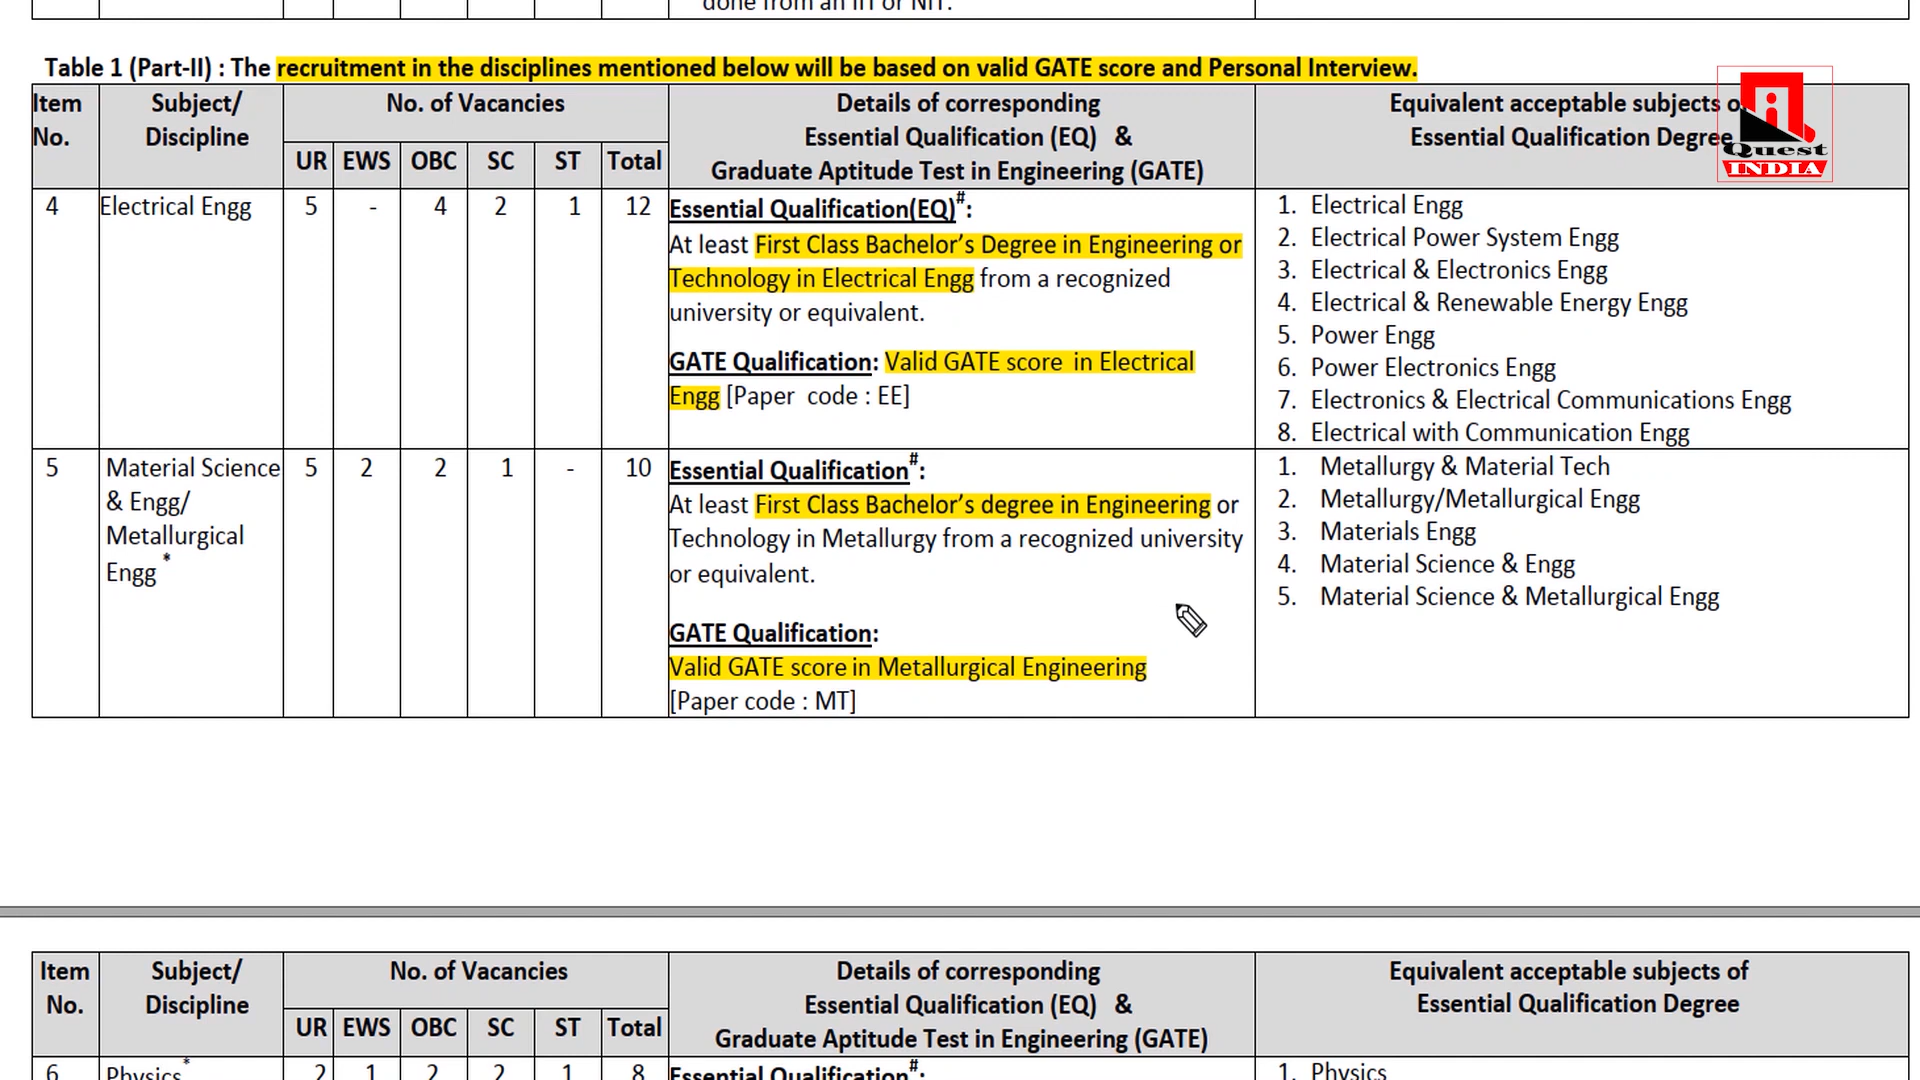 done from an IIT or NIT.
Table 1 (Part-II) : The recruitment in the disciplines mentioned below will be based on valid GATE score and Personal Interview.
Item No.
Subject/ Discipline
No. of Vacancies
UR EWS OBC SC ST Total
Details of corresponding
Essential Qualification (EQ) &
Graduate Aptitude Test in Engineering (GATE)
Equivalent acceptable subjects of
Essential Qualification Degree
Quest
INDIA
4 Electrical Engg 5 - 4 2 1 12
Essential Qualification(EQ)#:
At least First Class Bachelor's Degree in Engineering or
Technology in Electrical Engg from a recognized
university or equivalent.
GATE Qualification: Valid GATE score in Electrical
Engg [Paper code : EE]
1. Electrical Engg
2. Electrical Power System Engg
3. Electrical & Electronics Engg
4. Electrical & Renewable Energy Engg
5. Power Engg
6. Power Electronics Engg
7. Electronics & Electrical Communications Engg
8. Electrical with Communication Engg
5 Material Science 5 2 2 1 - 10
& Engg/
Metallurgical
Engg *
Essential Qualification#:
At least First Class Bachelor's degree in Engineering or
Technology in Metallurgy from a recognized university
or equivalent.
GATE Qualification:
Valid GATE score in Metallurgical Engineering
[Paper code : MT]
1. Metallurgy & Material Tech
2. Metallurgy/Metallurgical Engg
3. Materials Engg
4. Material Science & Engg
5. Material Science & Metallurgical Engg
Item No.
Subject/ Discipline
No. of Vacancies
UR EWS OBC SC ST Total
Details of corresponding
Essential Qualification (EQ) &
Graduate Aptitude Test in Engineering (GATE)
Equivalent acceptable subjects of
Essential Qualification Degree
6 Physics* 2 1 2 2 1 8
Essential Qualification#:
1. Physics